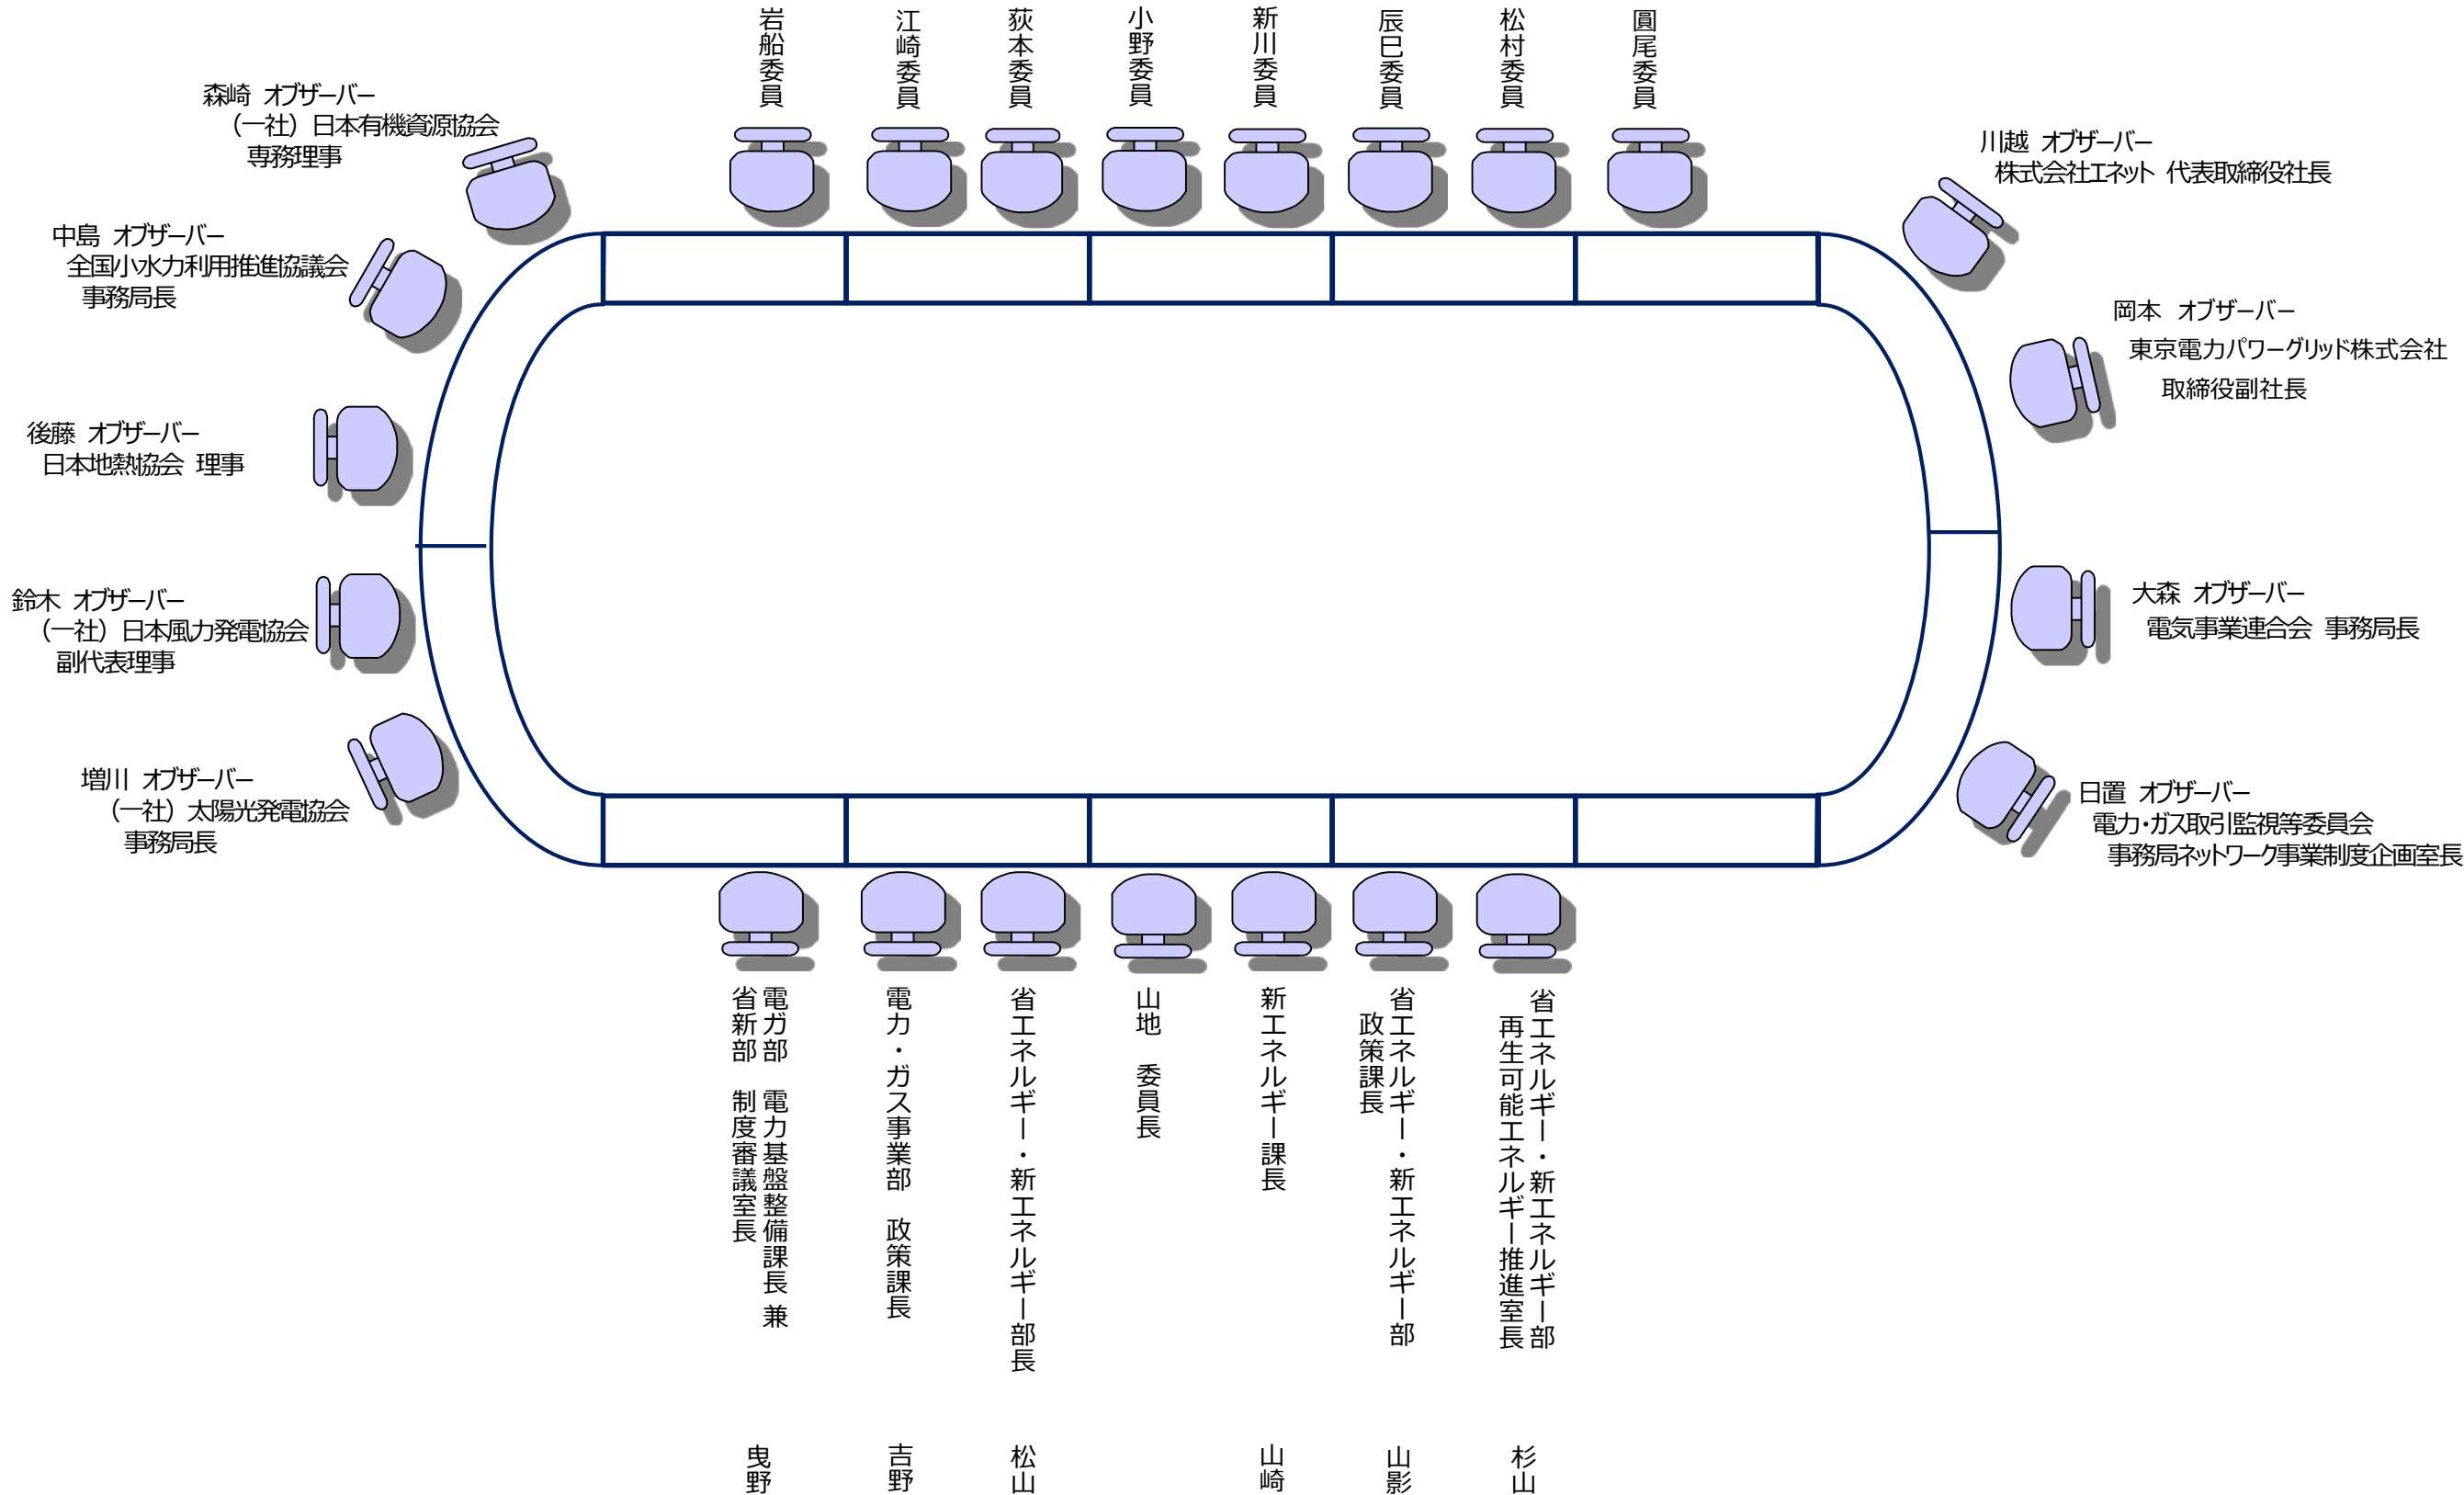 岩船委員
江崎委員
荻本委員
小野委員
新川委員
辰巳委員
松村委員
圓尾委員
森崎 オブザーバー
（一社）日本有機資源協会
専務理事
中島 オブザーバー
全国小水力利用推進協議会
事務局長
後藤 オブザーバー
日本地熱協会 理事
鈴木 オブザーバー
（一社）日本風力発電協会
副代表理事
増川 オブザーバー
（一社）太陽光発電協会
事務局長
川越 オブザーバー
株式会社エネット 代表取締役社長
岡本 オブザーバー
東京電力パワーグリッド株式会社
取締役副社長
大森 オブザーバー
電気事業連合会 事務局長
日置 オブザーバー
電力・ガス取引監視等委員会
事務局ネットワーク事業制度企画室長
電ガ部 電力基盤整備課長 兼
省新部 制度審議室長
曳野
電力・ガス事業部 政策課長
吉野
省エネルギー・新エネルギー部長
松山
山地 委員長
新エネルギー課長
山崎
省エネルギー・新エネルギー部
政策課長
山影
省エネルギー・新エネルギー部
再生可能エネルギー推進室長
杉山